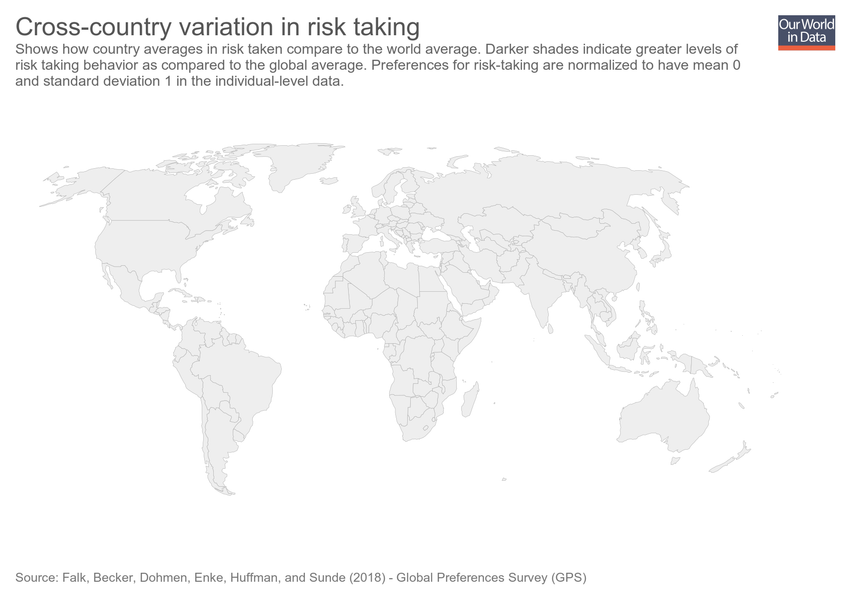 Cross-country variation in risk taking
Our World
in Data
Shows how country averages in risk taken compare to the world average. Darker shades indicate greater levels of
risk taking behavior as compared to the global average. Preferences for risk-taking are normalized to have mean 0
and standard deviation 1 in the individual-level data.
Source: Falk, Becker, Dohmen, Enke, Huffman, and Sunde (2018) - Global Preferences Survey (GPS)